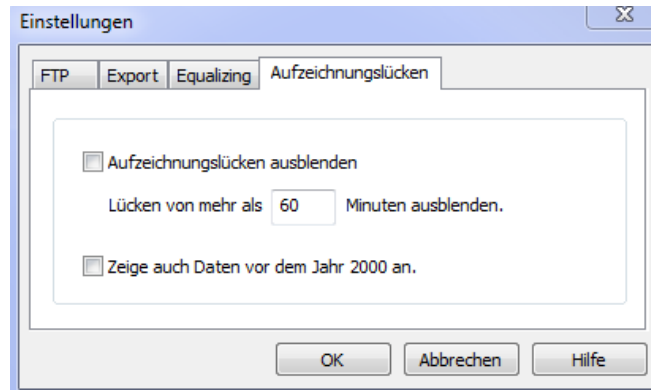 Einstellungen
FTP Export Equalizing Aufzeichnungslücken
Aufzeichnungslücken ausblenden
Lücken von mehr als 60 Minuten ausblenden.
Zeige auch Daten vor dem Jahr 2000 an.
OK Abbrechen Hilfe